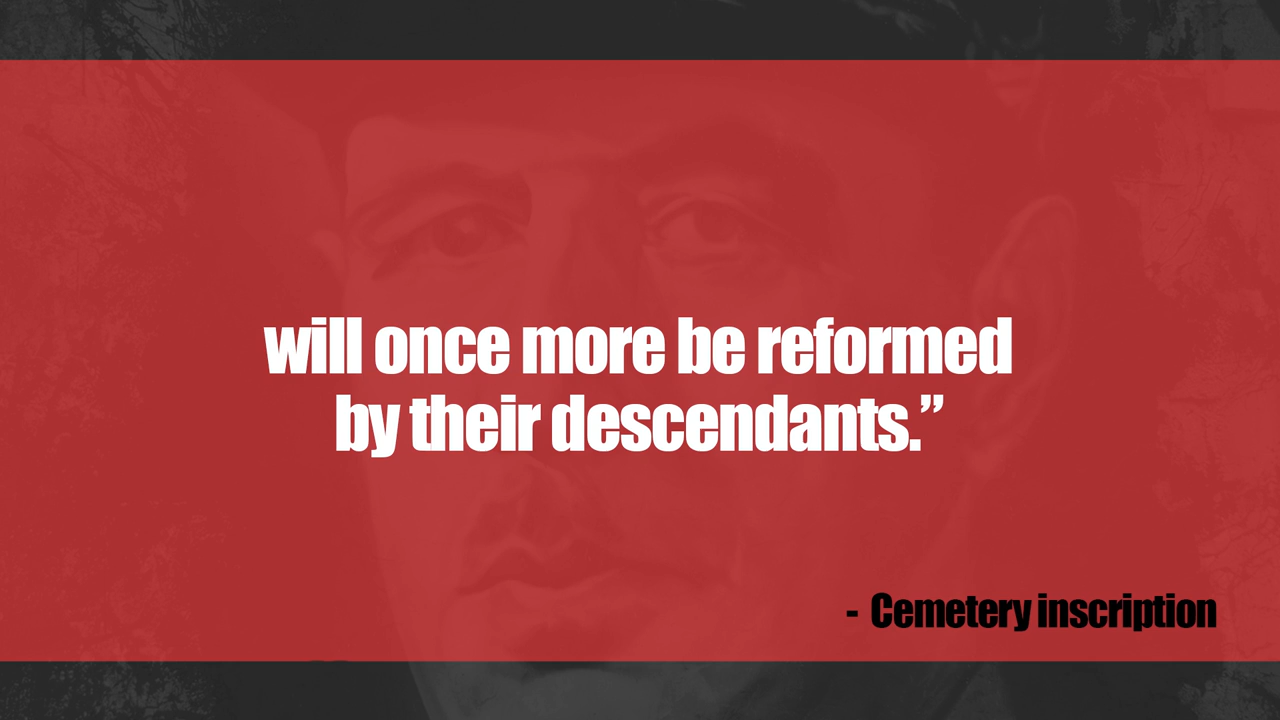 will once more be reformed
by their descendants.”
- Cemetery inscription